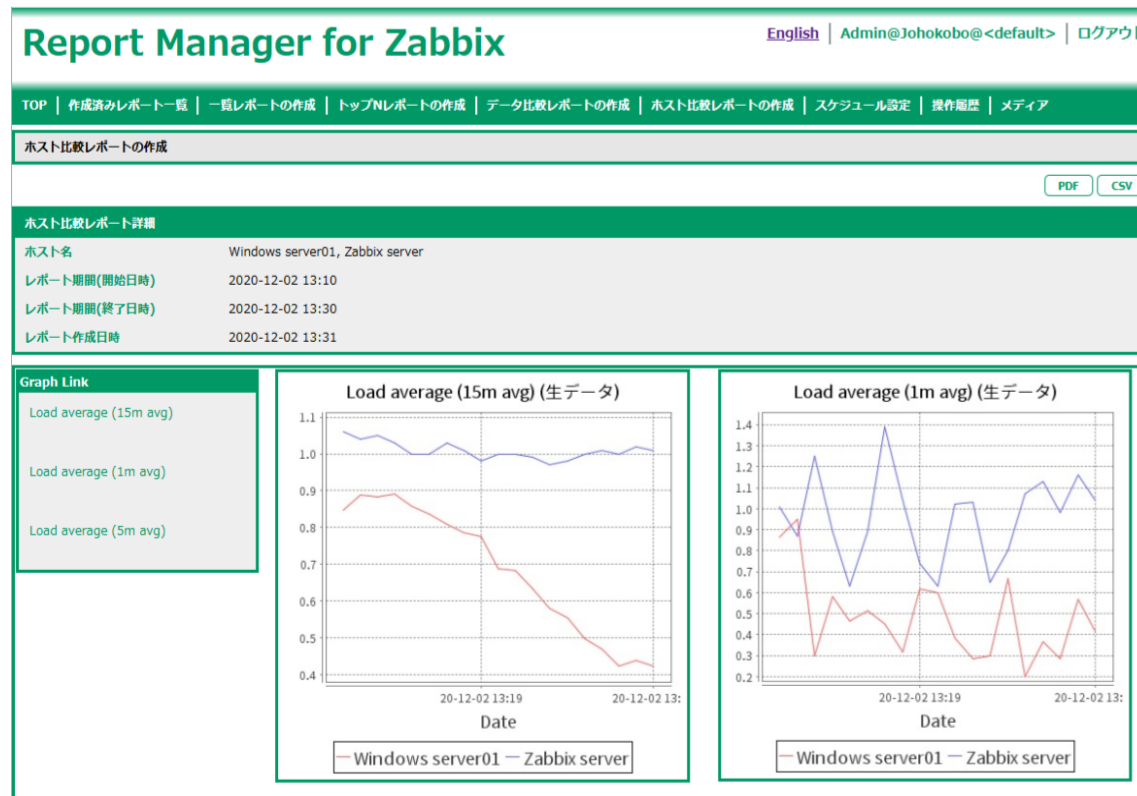 Report Manager for Zabbix
English | Admin@Johokobo@<default> | ログアウト
TOP | 作成済みレポート一覧 | 一覧レポートの作成 | トップNレポートの作成 | データ比較レポートの作成 | ホスト比較レポートの作成 | スケジュール設定 | 操作履歴 | メディア
ホスト比較レポートの作成
PDF CSV
ホスト比較レポート詳細
ホスト名 Windows server01, Zabbix server
レポート期間(開始日時) 2020-12-02 13:10
レポート期間(終了日時) 2020-12-02 13:30
レポート作成日時 2020-12-02 13:31
Graph Link
Load average (15m avg)
Load average (1m avg)
Load average (5m avg)
Load average (15m avg) (生データ)
1.1
1.0
0.9
0.8
0.7
0.6
0.5
0.4
20-12-02 13:19 20-12-02 13:
Date
Windows server01 Zabbix server
Load average (1m avg) (生データ)
1.4
1.3
1.2
1.1
1.0
0.9
0.8
0.7
0.6
0.5
0.4
0.3
0.2
20-12-02 13:19 20-12-02 13:
Date
Windows server01 Zabbix server